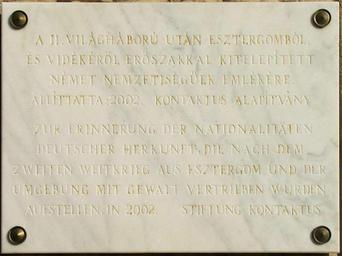 A II. VILÁGHÁBORÚ UTÁN ESZTERGOMBÓL
ÉS VIDÉKÉRŐL ERŐSZAKKAL KITELEPÍTETT
NÉMET NEMZETISÉGŰEK EMLÉKÉRE.
ÁLLÍTTATTA: 2002. KONTAKTUS ALAPÍTVÁNY
ZUR ERINNERUNG DER NATIONALITÄTEN
DEUTSCHER HERKUNFT, DIE NACH DEM
ZWEITEN WELTKRIEG AUS ESZTERGOM UND DER
UMGEBUNG MIT GEWALT VERTRIEBEN WURDEN
AUFSTELLEN, IN 2002. STIFTUNG KONTAKTUS